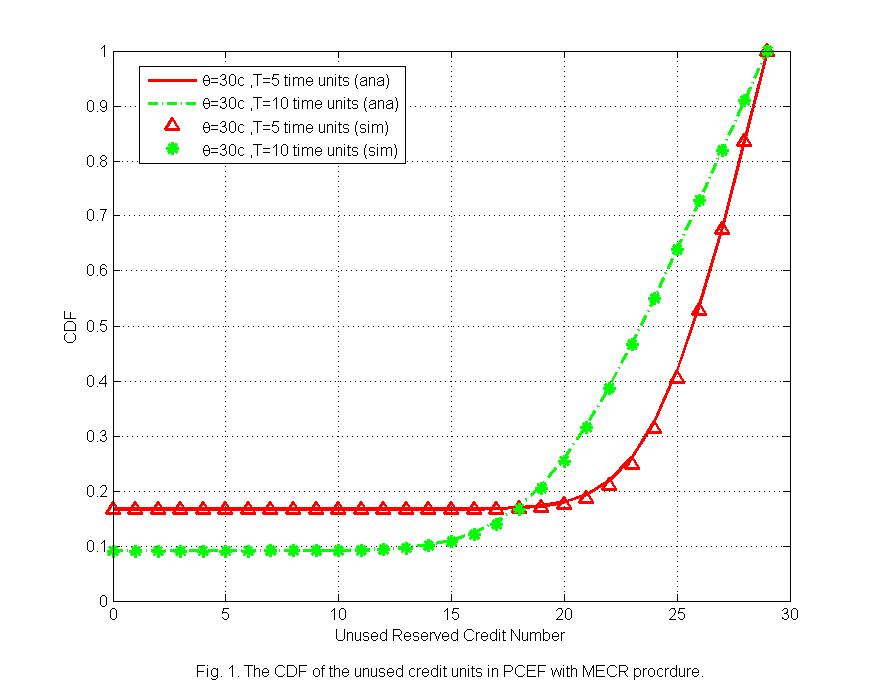 θ=30c ,T=5 time units (ana)
θ=30c ,T=10 time units (ana)
θ=30c ,T=5 time units (sim)
θ=30c ,T=10 time units (sim)
1
0.9
0.8
0.7
0.6
0.5
0.4
0.3
0.2
0.1
0
CDF
0 5 10 15 20 25 30
Unused Reserved Credit Number
Fig. 1. The CDF of the unused credit units in PCEF with MECR procrdure.